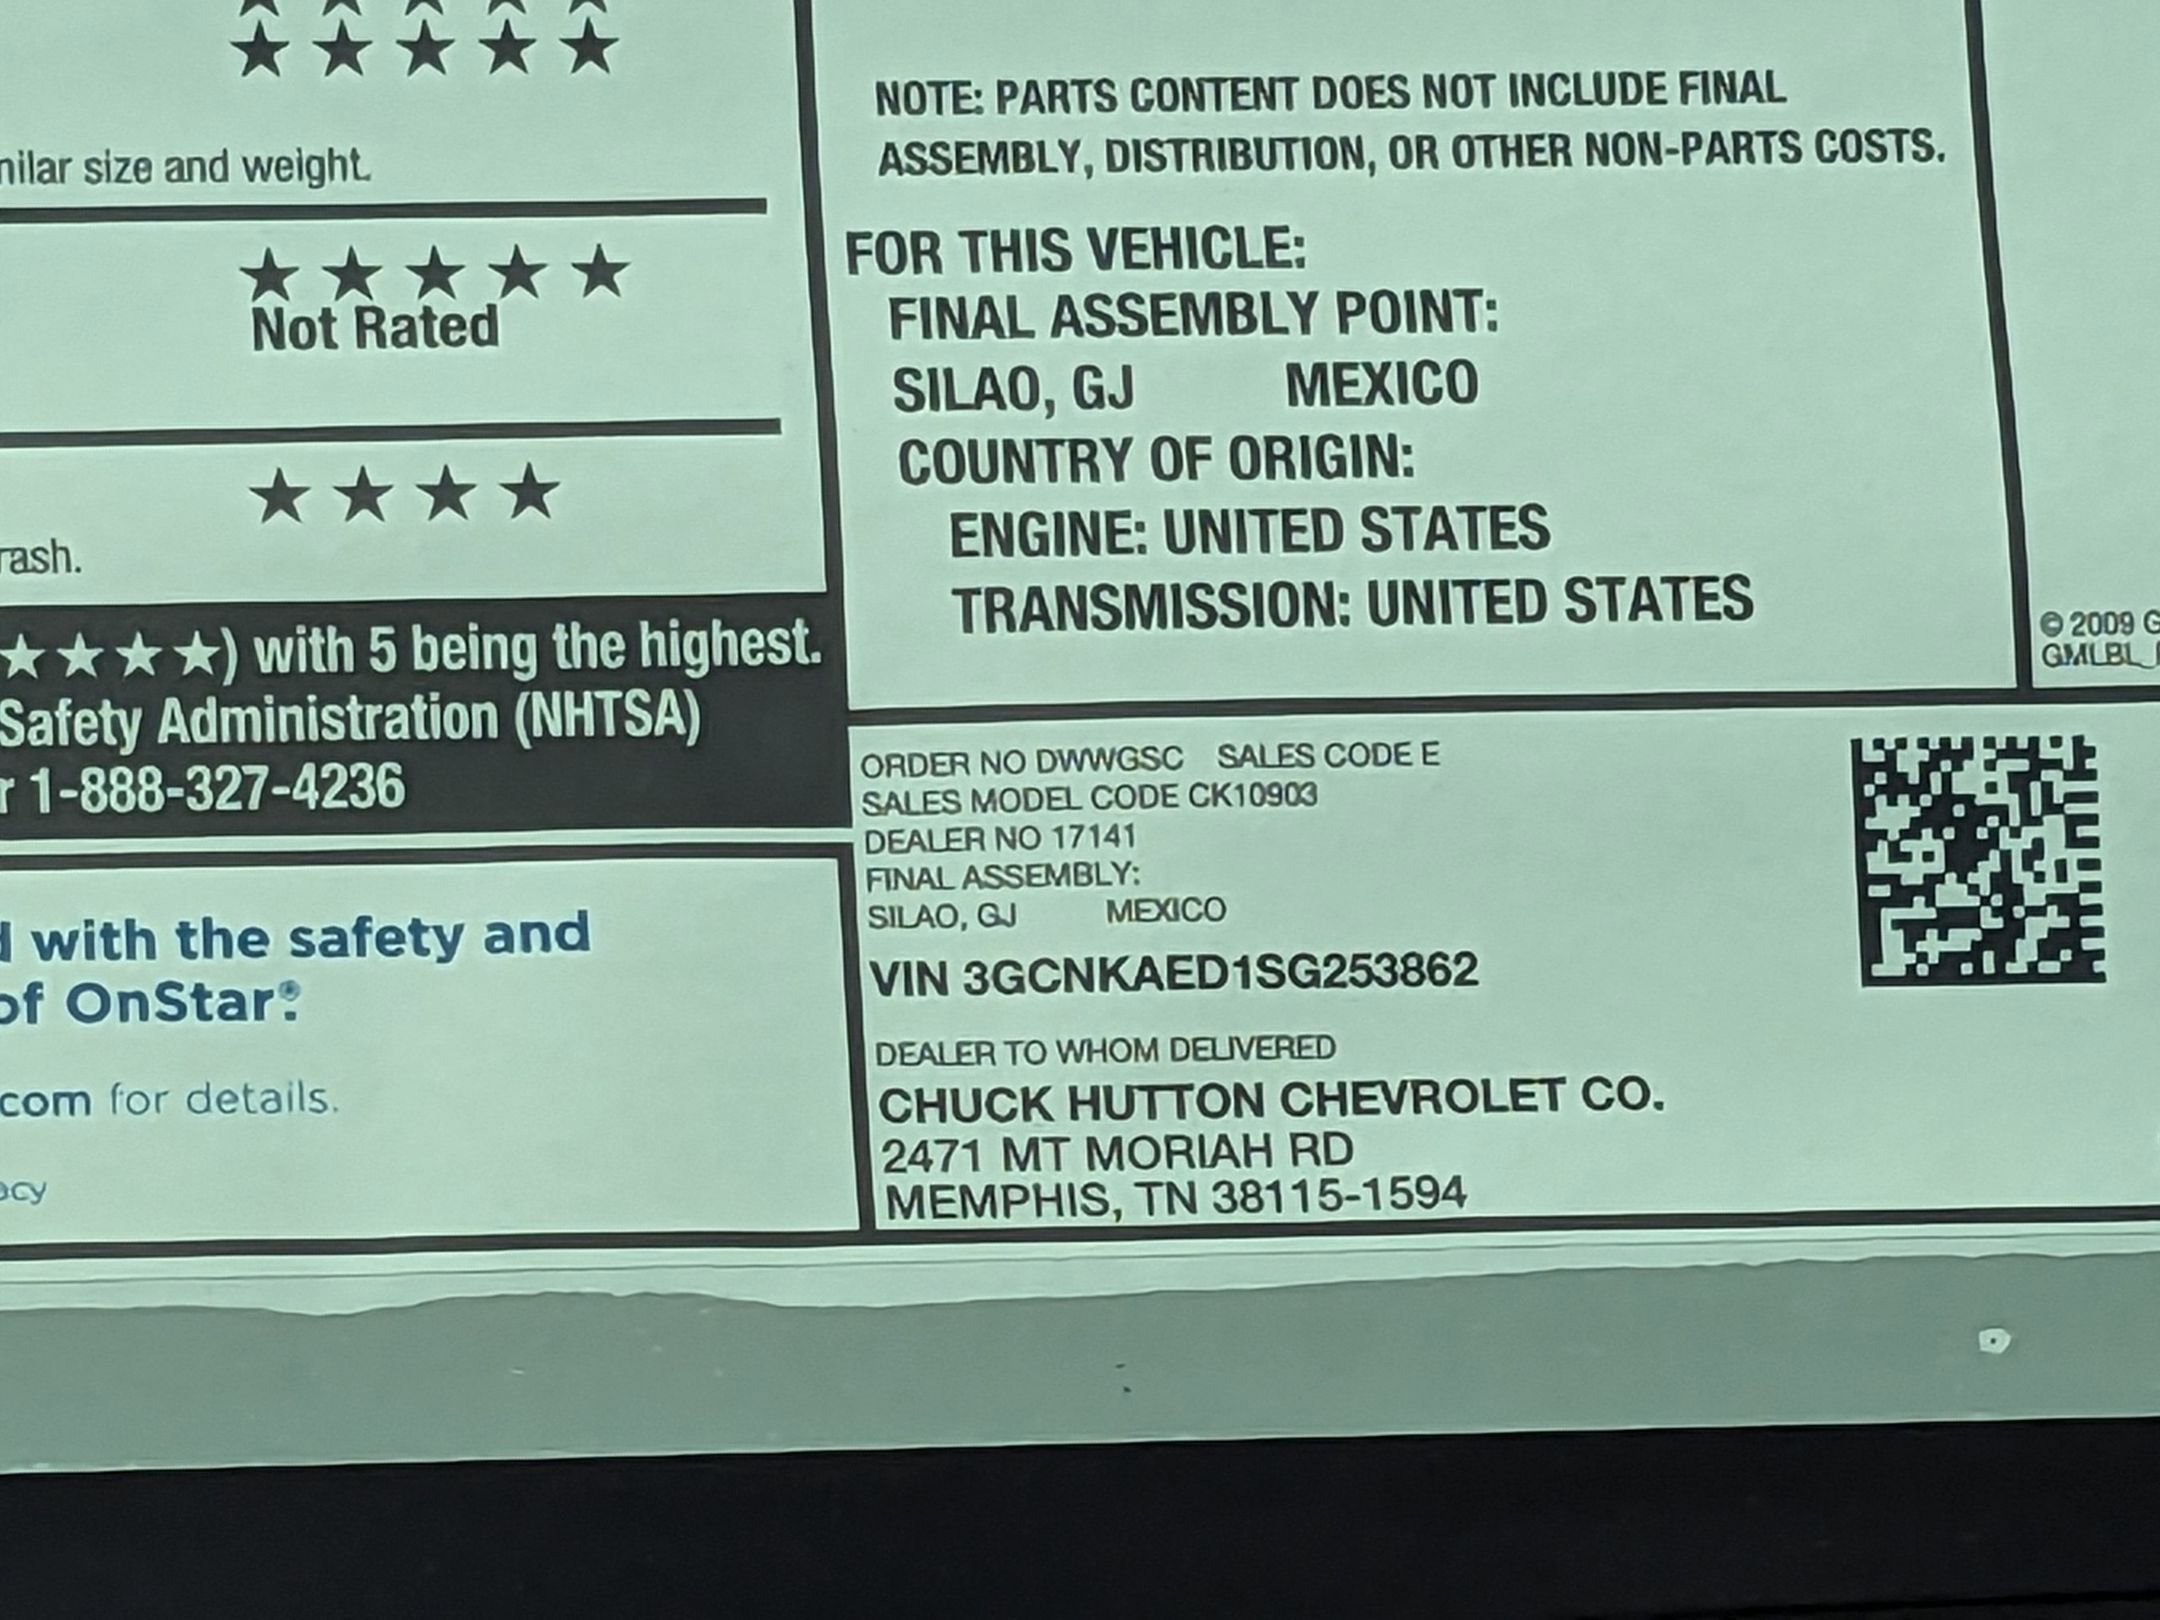 milar size and weight.
Not Rated
rash.
★★★★) with 5 being the highest.
Safety Administration (NHTSA)
r 1-888-327-4236
d with the safety and
of OnStar®.
com for details.
acy
NOTE: PARTS CONTENT DOES NOT INCLUDE FINAL
ASSEMBLY, DISTRIBUTION, OR OTHER NON-PARTS COSTS.
FOR THIS VEHICLE:
FINAL ASSEMBLY POINT:
SILAO, GJ MEXICO
COUNTRY OF ORIGIN:
ENGINE: UNITED STATES
TRANSMISSION: UNITED STATES
© 2009 G
GMLBL_
ORDER NO DWWGSC SALES CODE E
SALES MODEL CODE CK10903
DEALER NO 17141
FINAL ASSEMBLY:
SILAO, GJ MEXICO
VIN 3GCNKAED1SG253862
DEALER TO WHOM DELIVERED
CHUCK HUTTON CHEVROLET CO.
2471 MT MORIAH RD
MEMPHIS, TN 38115-1594